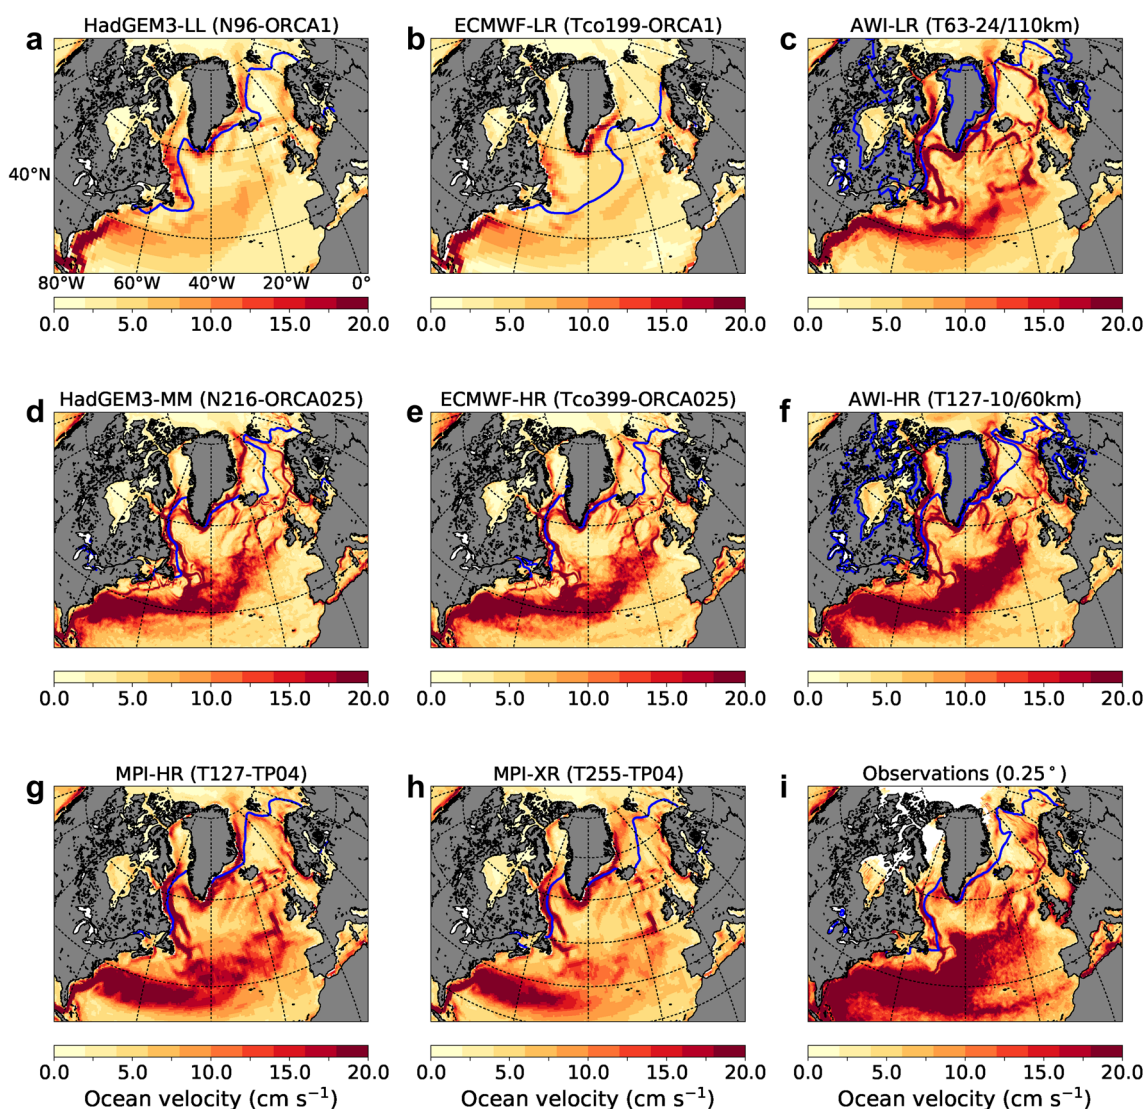 a HadGEM3-LL (N96-ORCA1)
b ECMWF-LR (Tco199-ORCA1)
c AWI-LR (T63-24/110km)
40°N
80°W 60°W 40°W 20°W 0°
0.0 5.0 10.0 15.0 20.0
0.0 5.0 10.0 15.0 20.0
0.0 5.0 10.0 15.0 20.0
d HadGEM3-MM (N216-ORCA025)
e ECMWF-HR (Tco399-ORCA025)
f AWI-HR (T127-10/60km)
0.0 5.0 10.0 15.0 20.0
0.0 5.0 10.0 15.0 20.0
0.0 5.0 10.0 15.0 20.0
g MPI-HR (T127-TP04)
h MPI-XR (T255-TP04)
i Observations (0.25°)
0.0 5.0 10.0 15.0 20.0
0.0 5.0 10.0 15.0 20.0
0.0 5.0 10.0 15.0 20.0
Ocean velocity (cm s⁻¹)
Ocean velocity (cm s⁻¹)
Ocean velocity (cm s⁻¹)